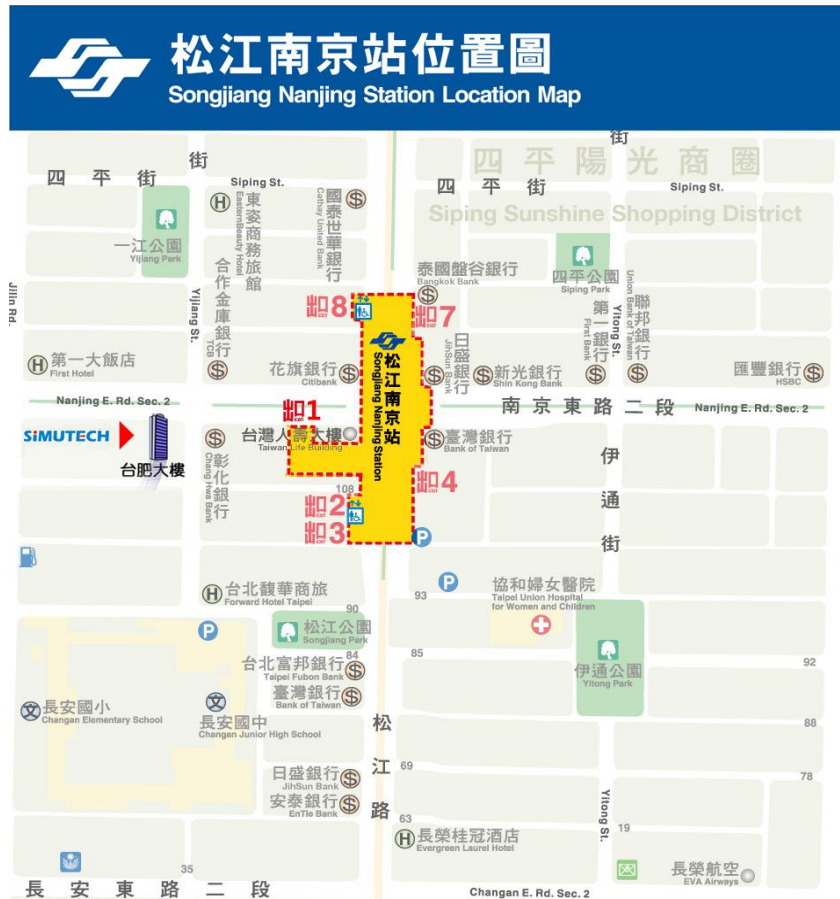 松江南京站位置圖
Songjiang Nanjing Station Location Map
街
街
四平陽光商圈
四平街
Siping St.
四平街
Siping St.
Siping Sunshine Shopping District
東姿商務旅館
EasternBeauty Hotel
國泰世華銀行
Cathay United Bank
一江公園
Yijiang Park
泰國盤谷銀行
Bangkok Bank
四平公園
Siping Park
Jilin Rd.
Yijiang St.
合作金庫銀行
TCB
出口8
出口7
第一銀行
First Bank
Yitong St.
聯邦銀行
Union Bank of Taiwan
第一大飯店
First Hotel
花旗銀行
Citibank
松江南京站
Songjiang Nanjing Station
日盛銀行
JihSun Bank
新光銀行
Shin Kong Bank
匯豐銀行
HSBC
Nanjing E. Rd. Sec. 2
出口1
南京東路二段
Nanjing E. Rd. Sec. 2
SiMUTECH
台肥大樓
彰化銀行
Chang Hwa Bank
台灣人壽大樓
Taiwan Life Building
臺灣銀行
Bank of Taiwan
伊通街
108
出口2
出口3
出口4
P
P
台北馥華商旅
Forward Hotel Taipei
90
93
協和婦女醫院
Taipei Union Hospital
for Women and Children
P
松江公園
Songjiang Park
84
85
伊通公園
Yitong Park
92
台北富邦銀行
Taipei Fubon Bank
臺灣銀行
Bank of Taiwan
文
長安國小
Changan Elementary School
文
長安國中
Changan Junior High School
松江路
88
日盛銀行
JihSun Bank
安泰銀行
EnTie Bank
69
78
63
Yitong St.
19
H
長榮桂冠酒店
Evergreen Laurel Hotel
35
長榮航空
EVA Airways
長安東路二段
Changan E. Rd. Sec. 2